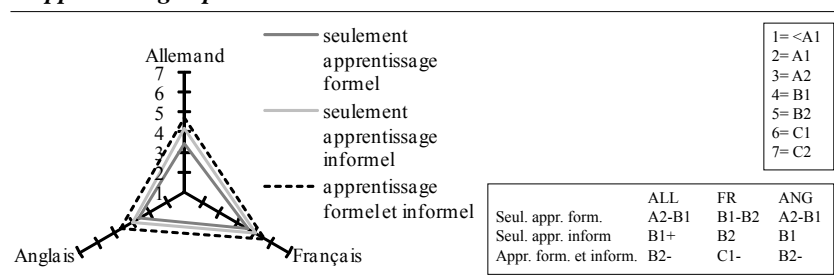 Allemand
7
6
5
4
3
2
1
Anglais
Français
seulement
apprentissage
formel
seulement
apprentissage
informel
apprentissage
formel et informel
1= <A1
2= A1
3= A2
4= B1
5= B2
6= C1
7= C2
ALL FR ANG
Seul. appr. form. A2-B1 B1-B2 A2-B1
Seul. appr. inform B1+ B2 B1
Appr. form. et inform. B2- C1- B2-